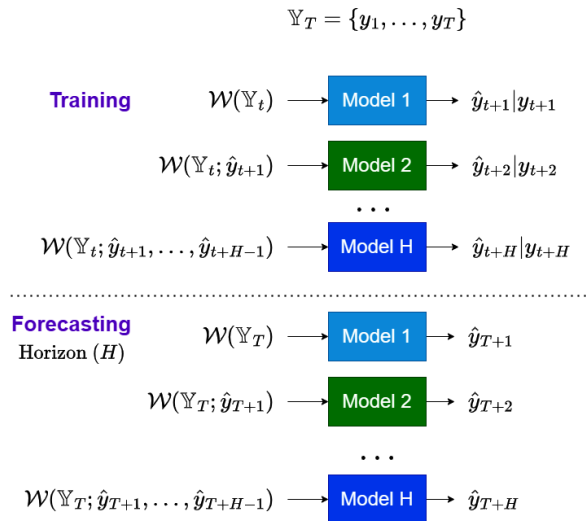 𝕐_T = {y_1, . . . , y_T}
Training
𝒲(𝕐_t) Model 1 ŷ_{t+1}|y_{t+1}
𝒲(𝕐_t; ŷ_{t+1}) Model 2 ŷ_{t+2}|y_{t+2}
. . .
𝒲(𝕐_t; ŷ_{t+1}, . . . , ŷ_{t+H−1}) Model H ŷ_{t+H}|y_{t+H}
Forecasting
Horizon (H)
𝒲(𝕐_T) Model 1 ŷ_{T+1}
𝒲(𝕐_T; ŷ_{T+1}) Model 2 ŷ_{T+2}
. . .
𝒲(𝕐_T; ŷ_{T+1}, . . . , ŷ_{T+H−1}) Model H ŷ_{T+H}